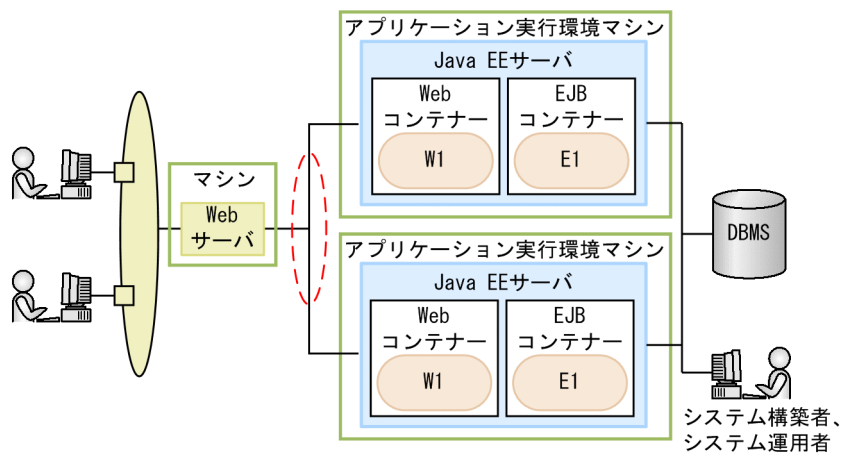 アプリケーション実行環境マシン
Java EEサーバ
Web
コンテナー
W1
EJB
コンテナー
E1
マシン
Web
サーバ
DBMS
アプリケーション実行環境マシン
Java EEサーバ
Web
コンテナー
W1
EJB
コンテナー
E1
システム構築者、
システム運用者